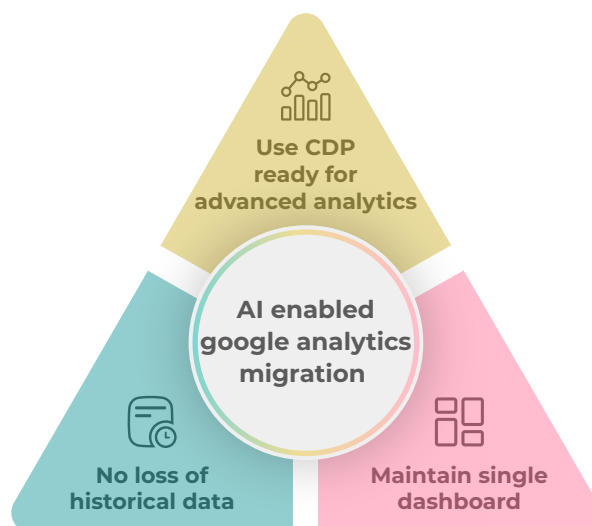 Use CDP
ready for
advanced analytics
AI enabled
google analytics
migration
No loss of
historical data
Maintain single
dashboard